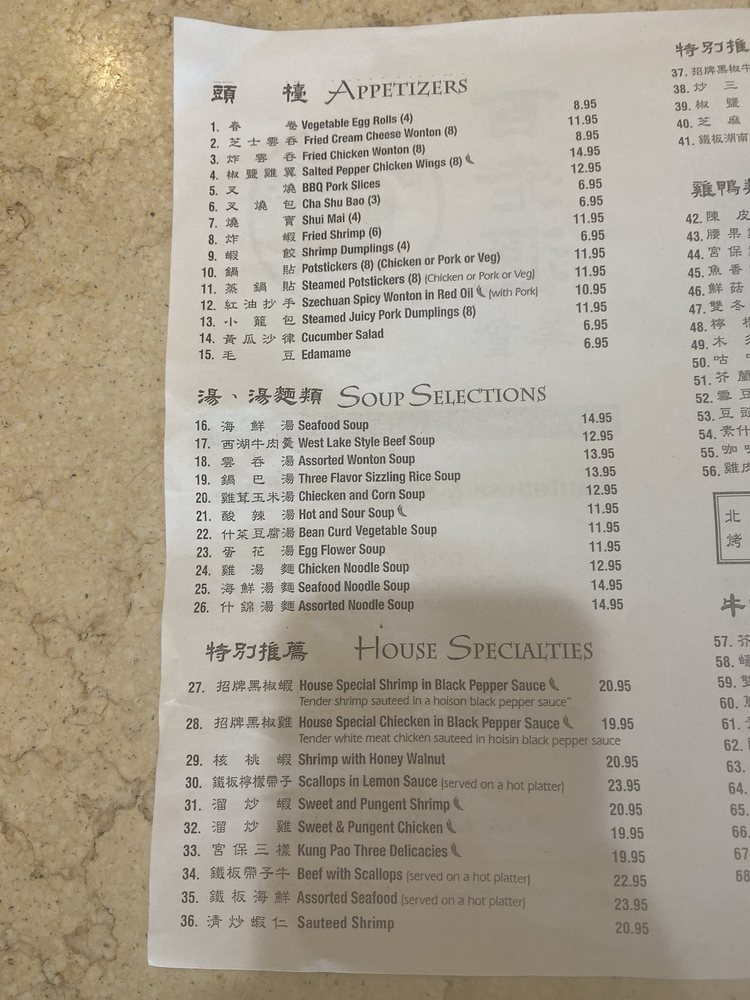 頭檯 APPETIZERS
1. 春卷 Vegetable Egg Rolls (4) 8.95
2. 芝士雲吞 Fried Cream Cheese Wonton (8) 11.95
3. 炸雲吞 Fried Chicken Wonton (8) 8.95
4. 椒鹽雞翼 Salted Pepper Chicken Wings (8) 14.95
5. 叉燒 BBQ Pork Slices 12.95
6. 叉燒包 Cha Shu Bao (3) 6.95
7. 燒賣 Shui Mai (4) 6.95
8. 炸蝦 Fried Shrimp (6) 11.95
9. 蝦餃 Shrimp Dumplings (4) 6.95
10. 鍋貼 Potstickers (8) (Chicken or Pork or Veg) 11.95
11. 蒸鍋貼 Steamed Potstickers (8) (Chicken or Pork or Veg) 11.95
12. 紅油抄手 Szechuan Spicy Wonton in Red Oil (with Pork) 10.95
13. 小籠包 Steamed Juicy Pork Dumplings (8) 11.95
14. 黃瓜沙律 Cucumber Salad 6.95
15. 毛豆 Edamame 6.95
湯、湯麵類 SOUP SELECTIONS
16. 海鮮湯 Seafood Soup 14.95
17. 西湖牛肉羹 West Lake Style Beef Soup 12.95
18. 雲吞湯 Assorted Wonton Soup 13.95
19. 鍋巴湯 Three Flavor Sizzling Rice Soup 13.95
20. 雞茸玉米湯 Chiecken and Corn Soup 12.95
21. 酸辣湯 Hot and Sour Soup 11.95
22. 什菜豆腐湯 Bean Curd Vegetable Soup 11.95
23. 蛋花湯 Egg Flower Soup 11.95
24. 雞湯麵 Chicken Noodle Soup 12.95
25. 海鮮湯麵 Seafood Noodle Soup 14.95
26. 什錦湯麵 Assorted Noodle Soup 14.95
特別推薦 HOUSE SPECIALTIES
27. 招牌黑椒蝦 House Special Shrimp in Black Pepper Sauce 20.95
Tender shrimp sauteed in a hoison black pepper sauce"
28. 招牌黑椒雞 House Special Chiecken in Black Pepper Sauce 19.95
Tender white meat chicken sauteed in hoisin black pepper sauce
29. 核桃蝦 Shrimp with Honey Walnut 20.95
30. 鐵板檸檬帶子 Scallops in Lemon Sauce (served on a hot platter) 23.95
31. 溜炒蝦 Sweet and Pungent Shrimp 20.95
32. 溜炒雞 Sweet & Pungent Chicken 19.95
33. 宮保三樣 Kung Pao Three Delicacies 19.95
34. 鐵板帶子牛 Beef with Scallops (served on a hot platter) 22.95
35. 鐵板海鮮 Assorted Seafood (served on a hot platter) 23.95
36. 清炒蝦仁 Sauteed Shrimp 20.95
特別推
37. 招牌黑椒牛
38. 炒三
39. 椒鹽
40. 芝麻
41. 鐵板湖南
雞鴨類
42. 陳皮
43. 腰果
44. 宮保
45. 魚香
46. 鮮菇
47. 雙冬
48. 檸
49. 木
50. 咕
51. 芥蘭
52. 雪豆
53. 豆豉
54. 素什
55. 咖
56. 雞肉
北
烤
牛
57. 芥
58.
59. 雙
60.
61.
62.
63.
64.
65.
66.
67
68